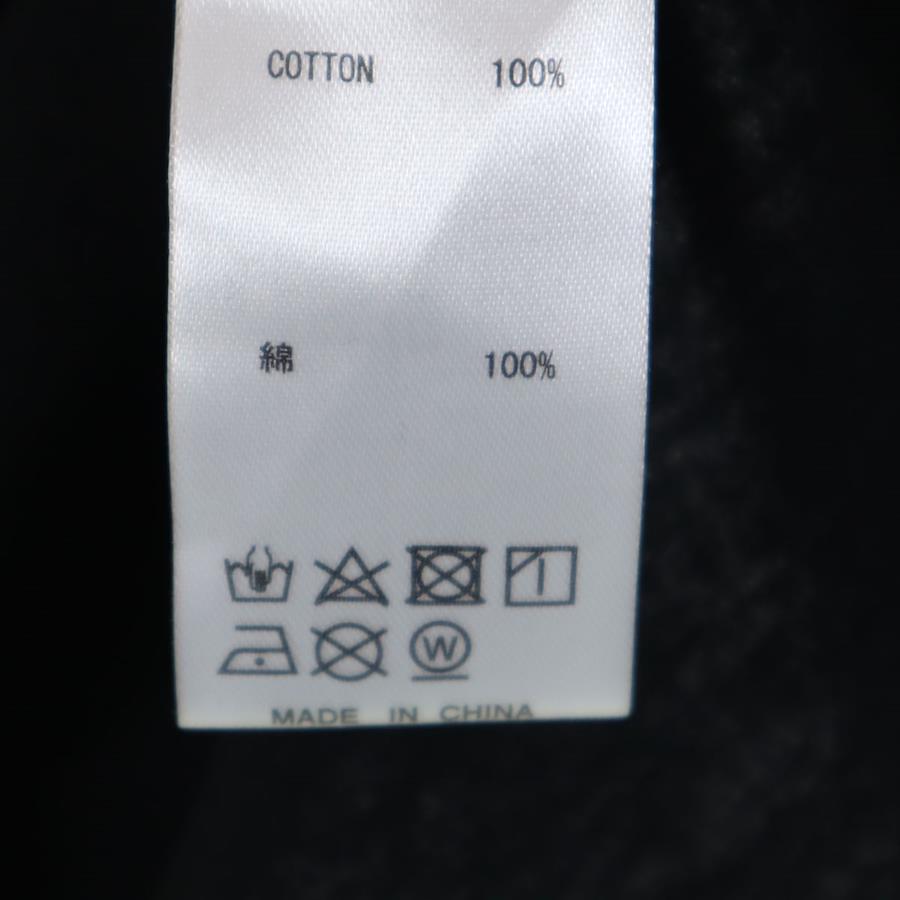 COTTON 100%
綿 100%
W
MADE IN CHINA